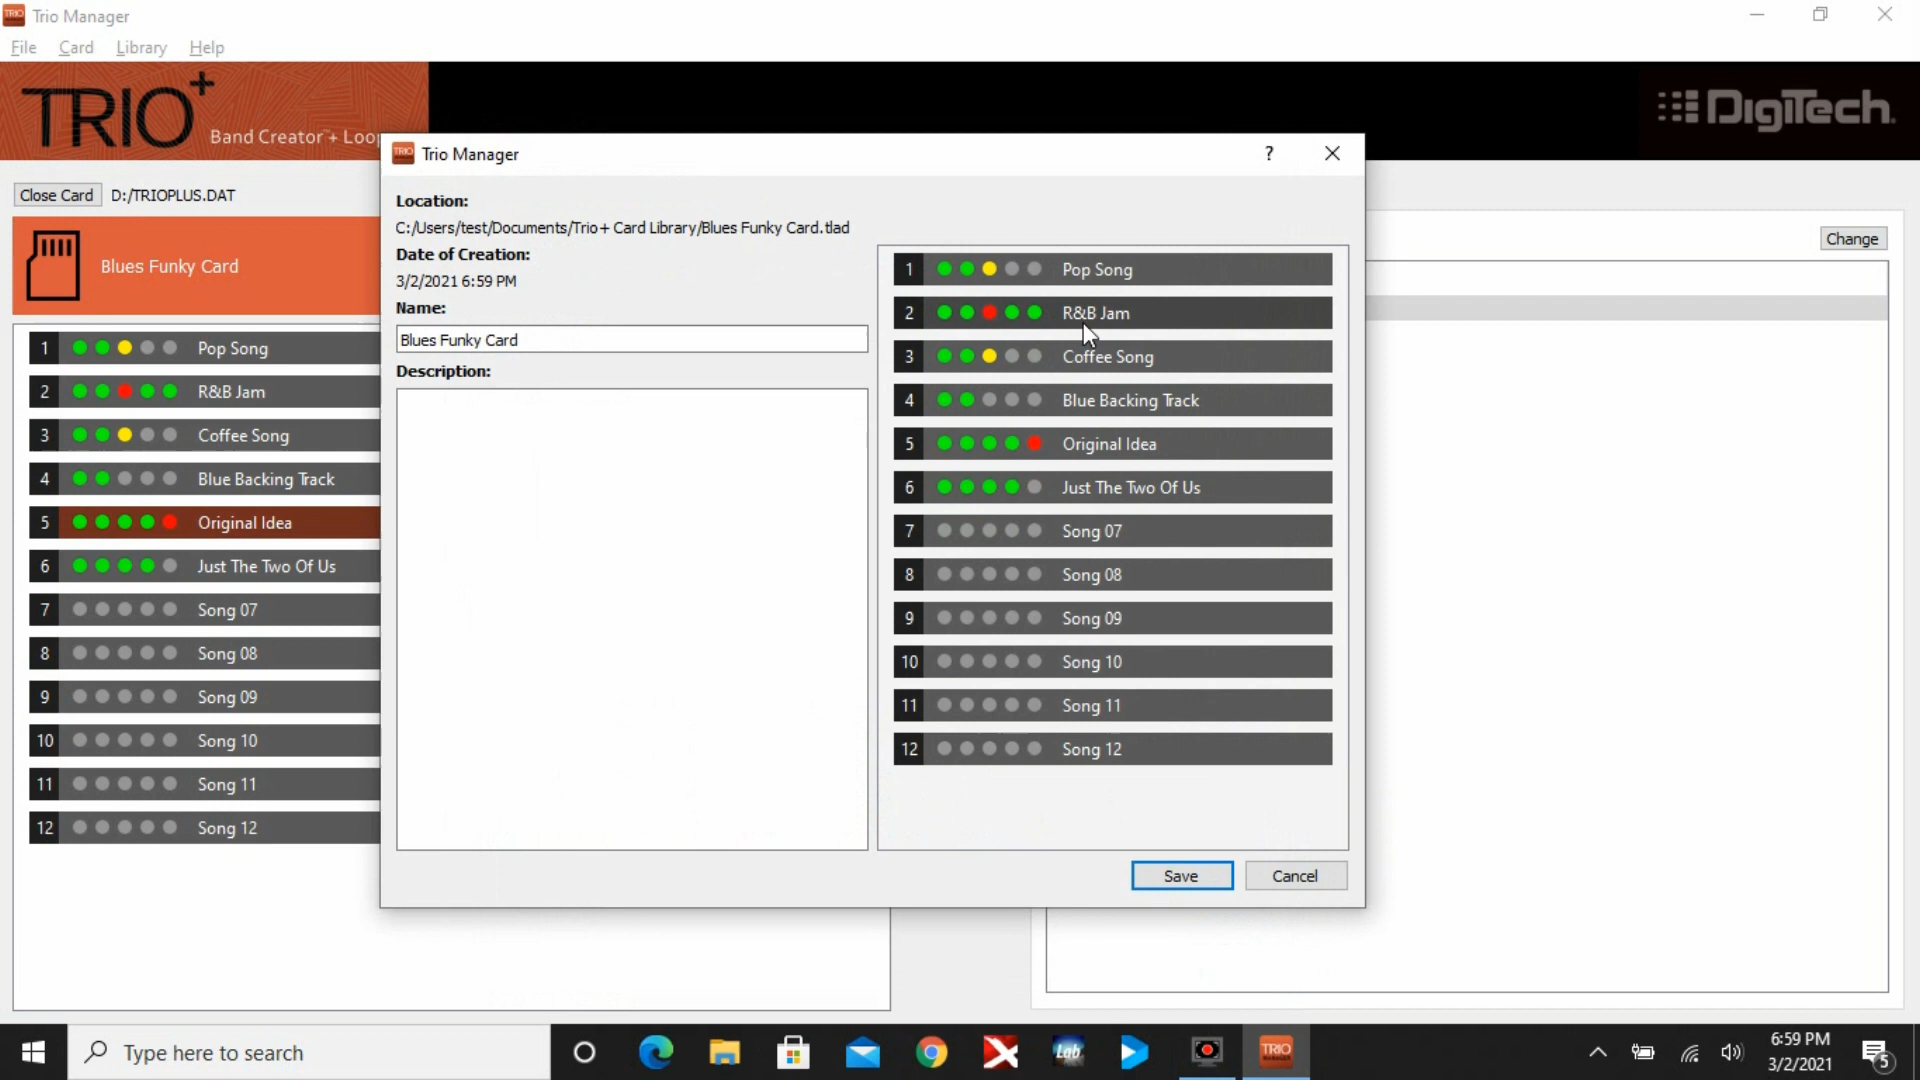 Trio Manager
File Card Library Help
TRIO+
Band Creator + Loop
DigiTech
Trio Manager
?
Close Card D:/TRIOPLUS.DAT
Blues Funky Card
1 Pop Song
2 R&B Jam
3 Coffee Song
4 Blue Backing Track
5 Original Idea
6 Just The Two Of Us
7 Song 07
8 Song 08
9 Song 09
10 Song 10
11 Song 11
12 Song 12
Location:
C:/Users/test/Documents/Trio+ Card Library/Blues Funky Card.tlad
Date of Creation:
3/2/2021 6:59 PM
Name:
Blues Funky Card
Description:
1 Pop Song
2 R&B Jam
3 Coffee Song
4 Blue Backing Track
5 Original Idea
6 Just The Two Of Us
7 Song 07
8 Song 08
9 Song 09
10 Song 10
11 Song 11
12 Song 12
Save Cancel
Change
Type here to search
Lab
TRIO
6:59 PM
3/2/2021
5